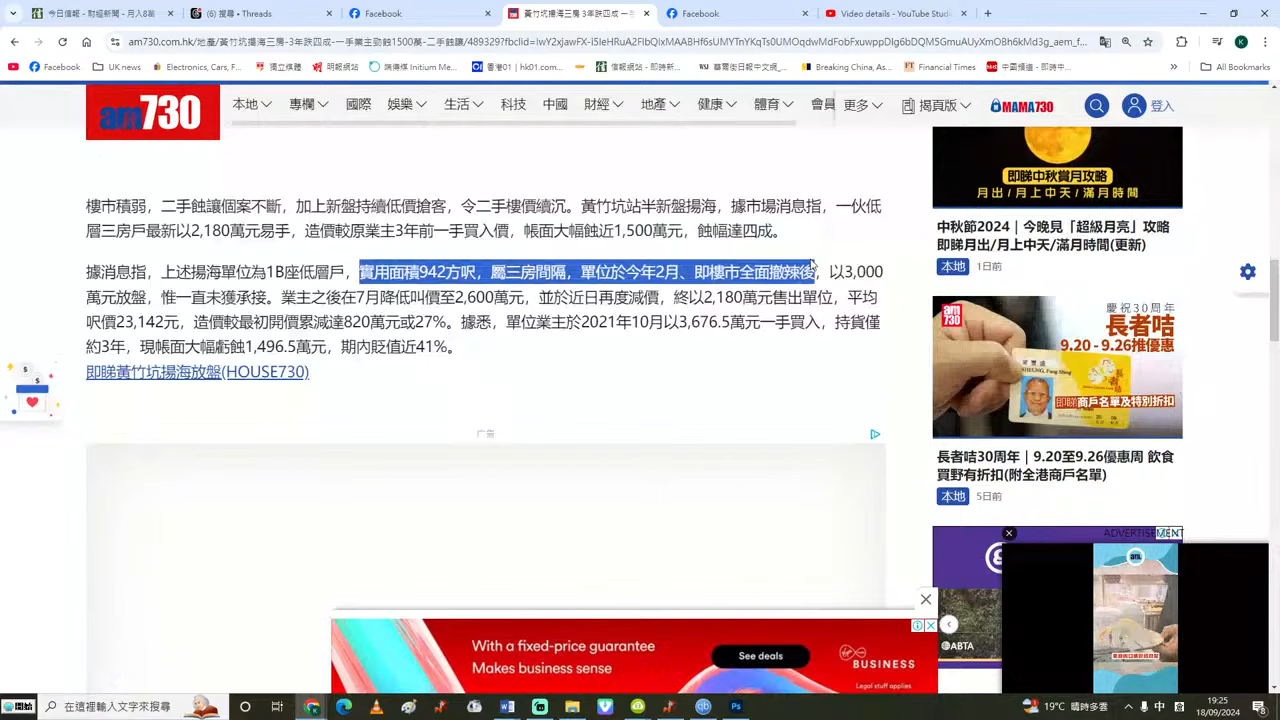 今日信報 - 時事評論 - 月入8萬
(6) 搜尋 • Threads
Facebook
黃竹坑揚海三房 3年跌四成 一手
Facebook
Video details - YouTube Stud
am730.com.hk/地產/黃竹坑揚海三房-3年跌四成-一手業主勁蝕1500萬-二手蝕讓/489329?fbclid=
Facebook
UK news
Electronics, Cars, F...
獨立媒體
明報網站
端傳媒 Initium Me...
香港01 | hk01.com...
信報網站 - 即時新...
華爾街日報中文網_...
Breaking China, As...
Financial Times
中國頻道 - 即時中...
All Bookmarks
am730
本地
專欄
國際
娛樂
生活
科技
中國
財經
地產
健康
體育
會員
更多
揭頁版
MAMA730
登入
樓市積弱，二手蝕讓個案不斷，加上新盤持續低價搶客，令二手樓價續沉。黃竹坑站半新盤揚海，據市場消息指，一伙低
層三房戶最新以2,180萬元易手，造價較原業主3年前一手買入價，帳面大幅蝕近1,500萬元，蝕幅達四成。
據消息指，上述揚海單位為1B座低層戶，實用面積942方呎，屬三房間隔，單位於今年2月、即樓市全面撤辣後，以3,000
萬元放盤，惟一直未獲承接。業主之後在7月降低叫價至2,600萬元，並於近日再度減價，終以2,180萬元售出單位，平均
呎價23,142元，造價較最初開價累減達820萬元或27%。據悉，單位業主於2021年10月以3,676.5萬元一手買入，持貨僅
約3年，現帳面大幅虧蝕1,496.5萬元，期內貶值近41%。
即睇黃竹坑揚海放盤(HOUSE730)
广告
即睇中秋賞月攻略
月出/月上中天/滿月時間
中秋節2024｜今晚見「超級月亮」攻略
即睇月出/月上中天/滿月時間(更新)
本地
1日前
am730
慶祝30周年
長者咭
9.20 - 9.26推優惠
CHEUNG, Fong Shing
即睇商戶名單及特別折扣
長者咭30周年｜9.20至9.26優惠周 飲食
買野有折扣(附全港商戶名單)
本地
5日前
ADVERTISEMENT
ABTA
With a fixed-price guarantee
Makes business sense
See deals
BUSINESS
Legal stuff applies
開始
在這裡輸入文字來搜尋
19°C 晴時多雲
19:25
18/09/2024